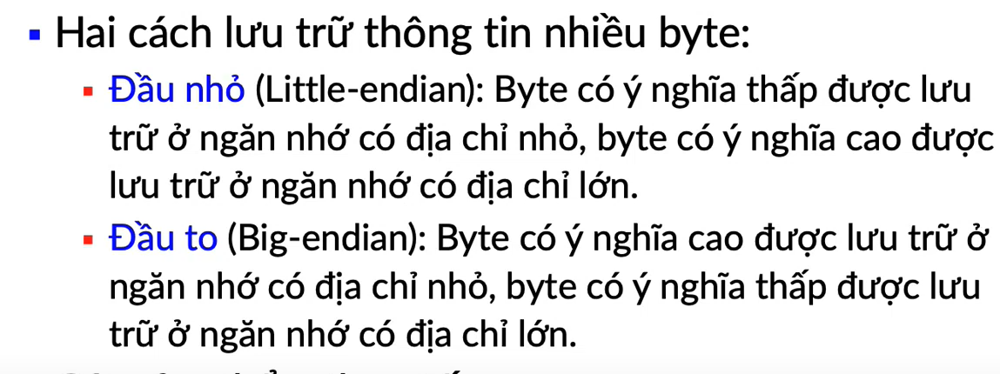 Hai cách lưu trữ thông tin nhiều byte:
Đầu nhỏ (Little-endian): Byte có ý nghĩa thấp được lưu
trữ ở ngăn nhớ có địa chỉ nhỏ, byte có ý nghĩa cao được
lưu trữ ở ngăn nhớ có địa chỉ lớn.
Đầu to (Big-endian): Byte có ý nghĩa cao được lưu trữ ở
ngăn nhớ có địa chỉ nhỏ, byte có ý nghĩa thấp được lưu
trữ ở ngăn nhớ có địa chỉ lớn.